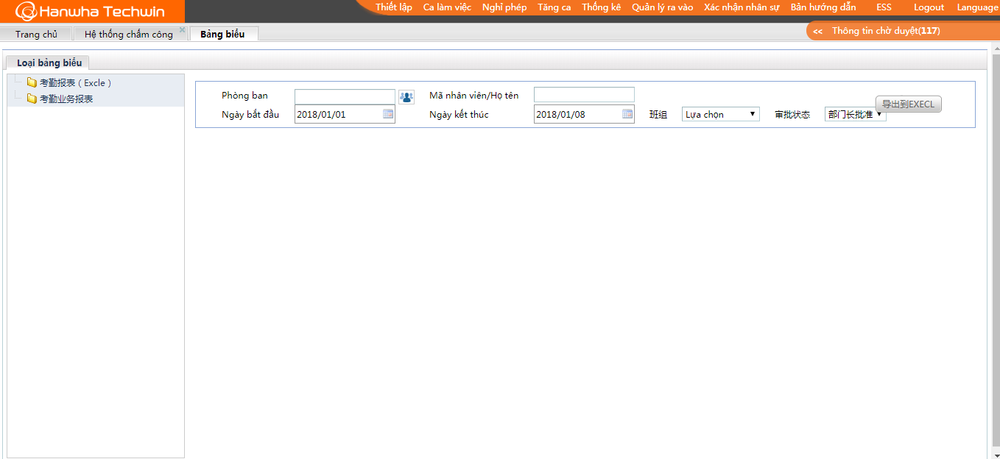 Hanwha Techwin
Thiết lập Ca làm việc Nghỉ phép Tăng ca Thống kê Quản lý ra vào Xác nhận nhân sự Bản hướng dẫn ESS Logout Language
Trang chủ Hệ thống chấm công Bảng biểu
<< Thông tin chờ duyệt(117)
Loại bảng biểu
考勤报表（Excle）
考勤业务报表
Phòng ban Mã nhân viên/Họ tên
导出到EXECL
Ngày bắt đầu 2018/01/01 Ngày kết thúc 2018/01/08 班组 Lựa chọn 审批状态 部门长批准